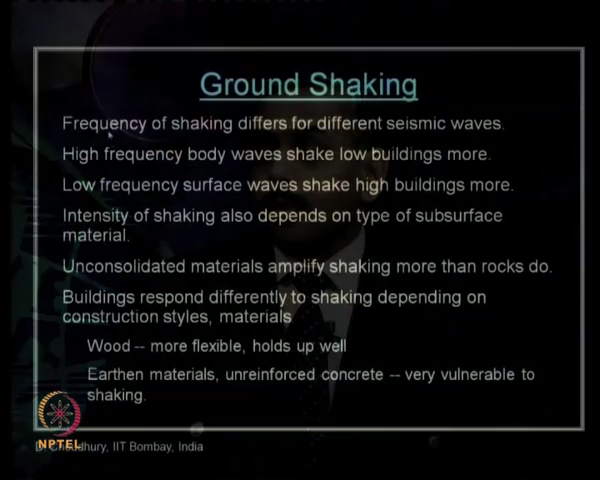 Ground Shaking
Frequency of shaking differs for different seismic waves.
High frequency body waves shake low buildings more.
Low frequency surface waves shake high buildings more.
Intensity of shaking also depends on type of subsurface
material.
Unconsolidated materials amplify shaking more than rocks do.
Buildings respond differently to shaking depending on
construction styles, materials
Wood -- more flexible, holds up well
Earthen materials, unreinforced concrete -- very vulnerable to
shaking.
NPTEL
IIT Bombay, India